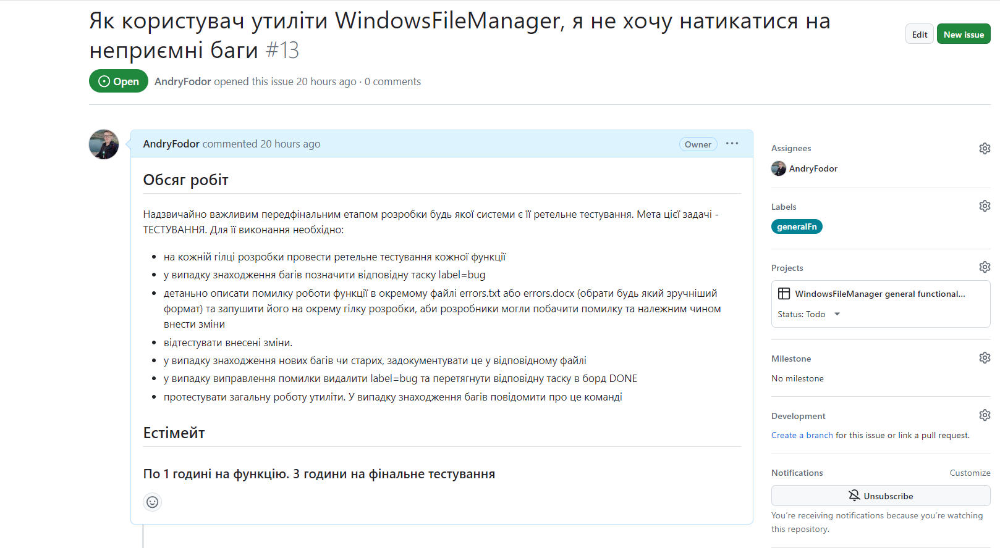 Як користувач утиліти WindowsFileManager, я не хочу натикатися на
неприємні баги #13
Edit
New issue
Open
AndryFodor opened this issue 20 hours ago · 0 comments
AndryFodor commented 20 hours ago
Owner
Обсяг робіт
Надзвичайно важливим передфінальним етапом розробки будь якої системи є її ретельне тестування. Мета цієї задачі -
ТЕСТУВАННЯ. Для її виконання необхідно:
• на кожній гілці розробки провести ретельне тестування кожної функції
• у випадку знаходження багів позначити відповідну таску label=bug
• детаньно описати помилку роботи функції в окремому файлі errors.txt або errors.docx (обрати будь який зручніший
формат) та запушити його на окрему гілку розробки, аби розробники могли побачити помилку та належним чином
внести зміни
• відтестувати внесені зміни.
• у випадку знаходження нових багів чи старих, задокументувати це у відповідному файлі
• у випадку виправлення помилки видалити label=bug та перетягнути відповідну таску в борд DONE
• протестувати загальну роботу утиліти. У випадку знаходження багів повідомити про це команді
Естімейт
По 1 годині на функцію. 3 години на фінальне тестування
Assignees
AndryFodor
Labels
generalFn
Projects
WindowsFileManager general functional...
Status: Todo
Milestone
No milestone
Development
Create a branch for this issue or link a pull request.
Notifications
Customize
Unsubscribe
You're receiving notifications because you're watching
this repository.